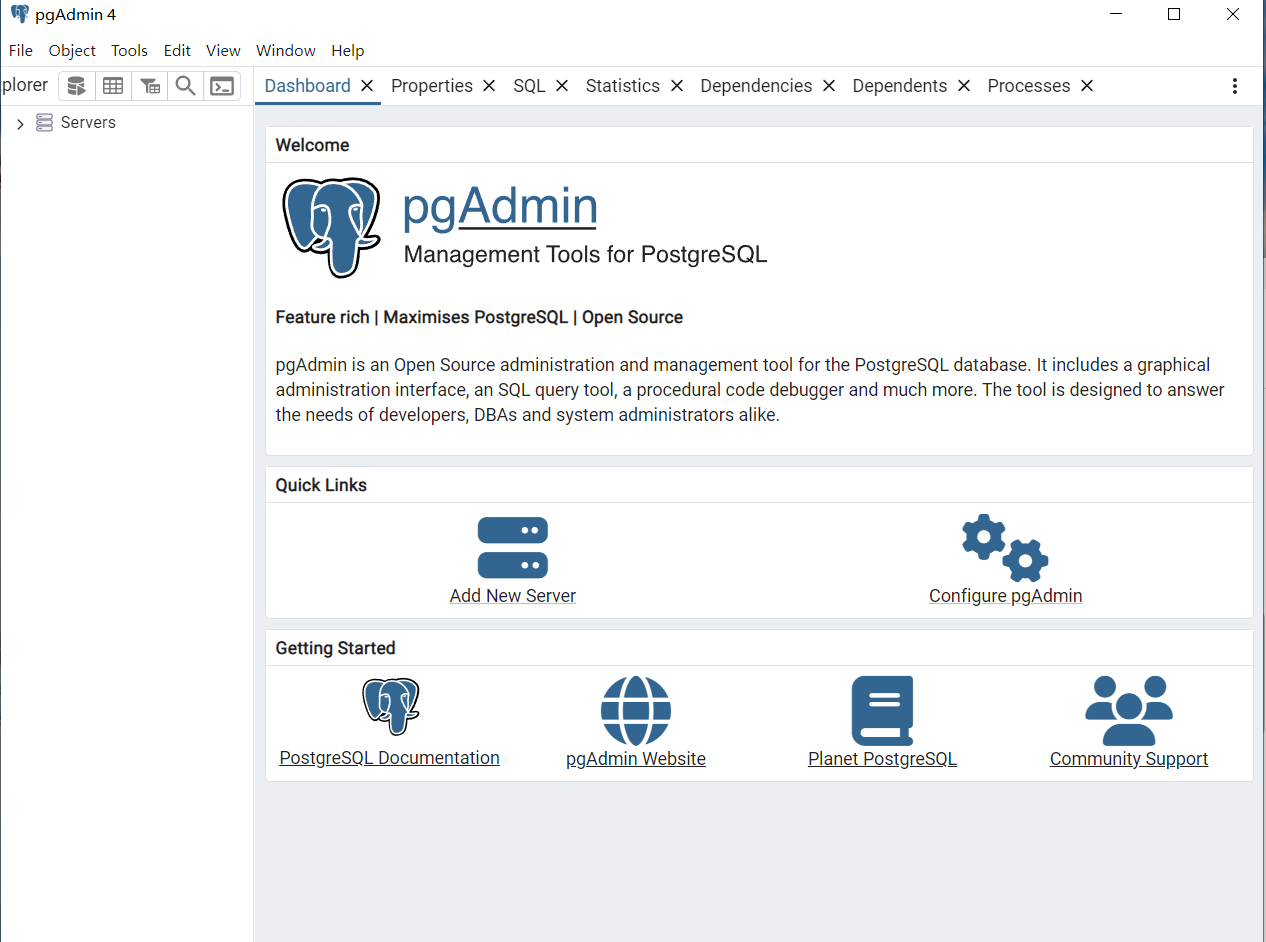 pgAdmin 4
File Object Tools Edit View Window Help
plorer Dashboard Properties SQL Statistics Dependencies Dependents Processes
Servers
Welcome
pgAdmin
Management Tools for PostgreSQL
Feature rich | Maximises PostgreSQL | Open Source
pgAdmin is an Open Source administration and management tool for the PostgreSQL database. It includes a graphical
administration interface, an SQL query tool, a procedural code debugger and much more. The tool is designed to answer
the needs of developers, DBAs and system administrators alike.
Quick Links
Add New Server Configure pgAdmin
Getting Started
PostgreSQL Documentation pgAdmin Website Planet PostgreSQL Community Support